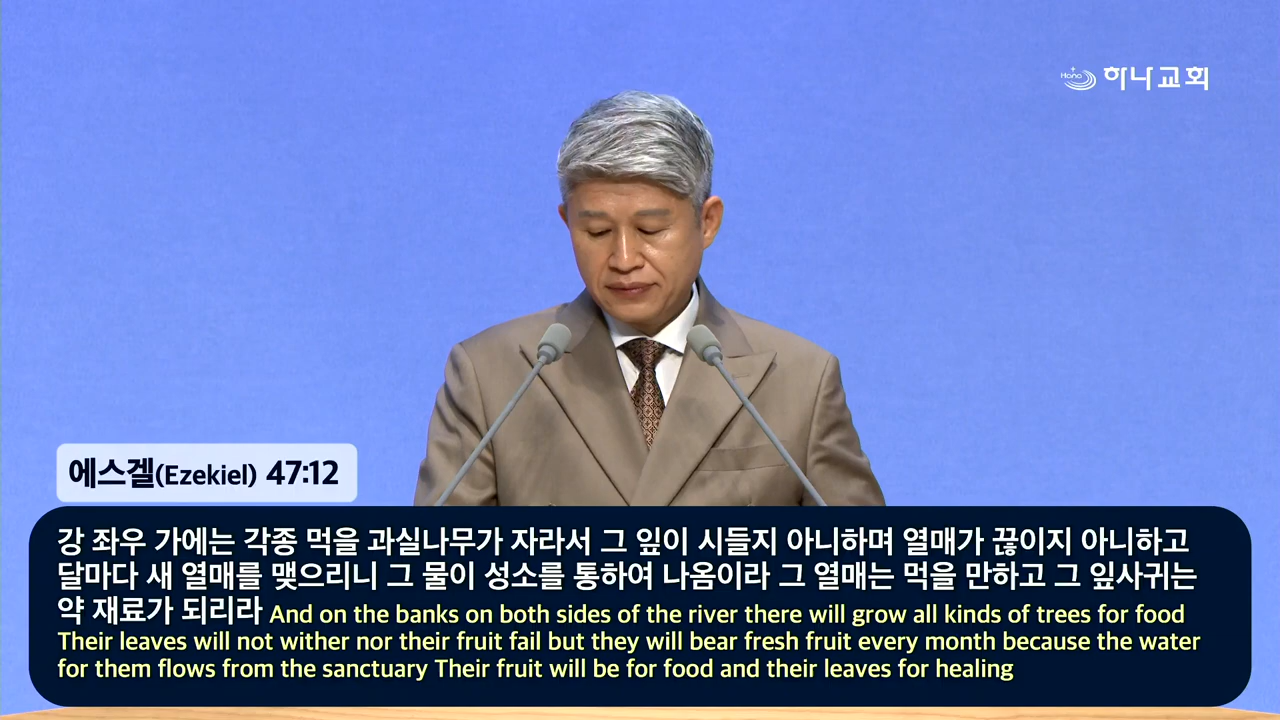 Hana 하나교회
에스겔(Ezekiel) 47:12
강 좌우 가에는 각종 먹을 과실나무가 자라서 그 잎이 시들지 아니하며 열매가 끊이지 아니하고
달마다 새 열매를 맺으리니 그 물이 성소를 통하여 나옴이라 그 열매는 먹을 만하고 그 잎사귀는
약 재료가 되리라 And on the banks on both sides of the river there will grow all kinds of trees for food
Their leaves will not wither nor their fruit fail but they will bear fresh fruit every month because the water
for them flows from the sanctuary Their fruit will be for food and their leaves for healing